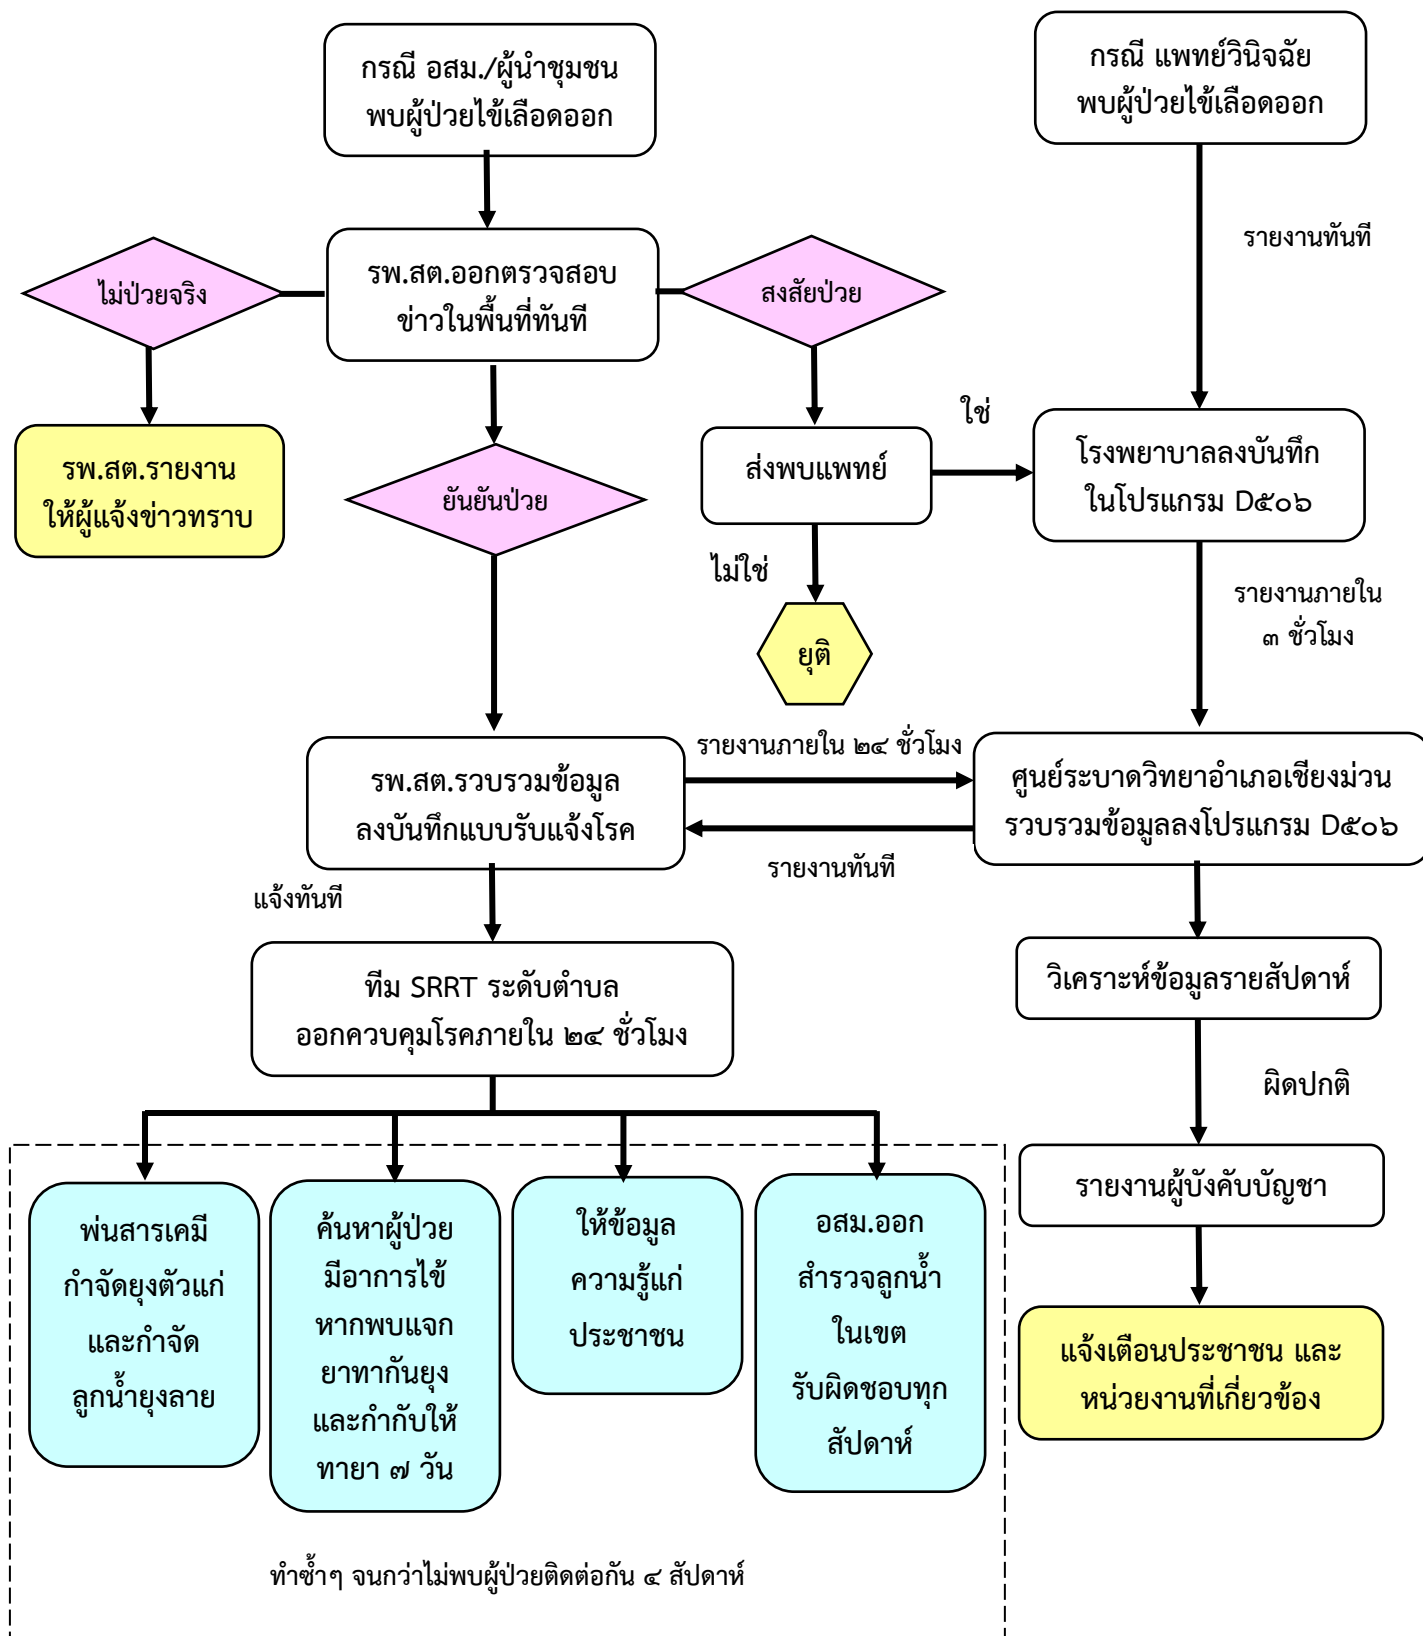 กรณี อสม./ผู้นำชุมชน
พบผู้ป่วยไข้เลือดออก
กรณี แพทย์วินิจฉัย
พบผู้ป่วยไข้เลือดออก
รายงานทันที
ไม่ป่วยจริง
รพ.สต.ออกตรวจสอบ
ข่าวในพื้นที่ทันที
สงสัยป่วย
รพ.สต.รายงาน
ให้ผู้แจ้งข่าวทราบ
ยันยันป่วย
ส่งพบแพทย์
ใช่
โรงพยาบาลลงบันทึก
ในโปรแกรม D๕๐๖
ไม่ใช่
ยุติ
รายงานภายใน
๓ ชั่วโมง
รพ.สต.รวบรวมข้อมูล
ลงบันทึกแบบรับแจ้งโรค
รายงานภายใน ๒๔ ชั่วโมง
รายงานทันที
ศูนย์ระบาดวิทยาอำเภอเชียงม่วน
รวบรวมข้อมูลลงโปรแกรม D๕๐๖
แจ้งทันที
ทีม SRRT ระดับตำบล
ออกควบคุมโรคภายใน ๒๔ ชั่วโมง
วิเคราะห์ข้อมูลรายสัปดาห์
ผิดปกติ
รายงานผู้บังคับบัญชา
แจ้งเตือนประชาชน และ
หน่วยงานที่เกี่ยวข้อง
พ่นสารเคมี
กำจัดยุงตัวแก่
และกำจัด
ลูกน้ำยุงลาย
ค้นหาผู้ป่วย
มีอาการไข้
หากพบแจก
ยาทากันยุง
และกำกับให้
ทายา ๗ วัน
ให้ข้อมูล
ความรู้แก่
ประชาชน
อสม.ออก
สำรวจลูกน้ำ
ในเขต
รับผิดชอบทุก
สัปดาห์
ทำซ้ำๆ จนกว่าไม่พบผู้ป่วยติดต่อกัน ๔ สัปดาห์